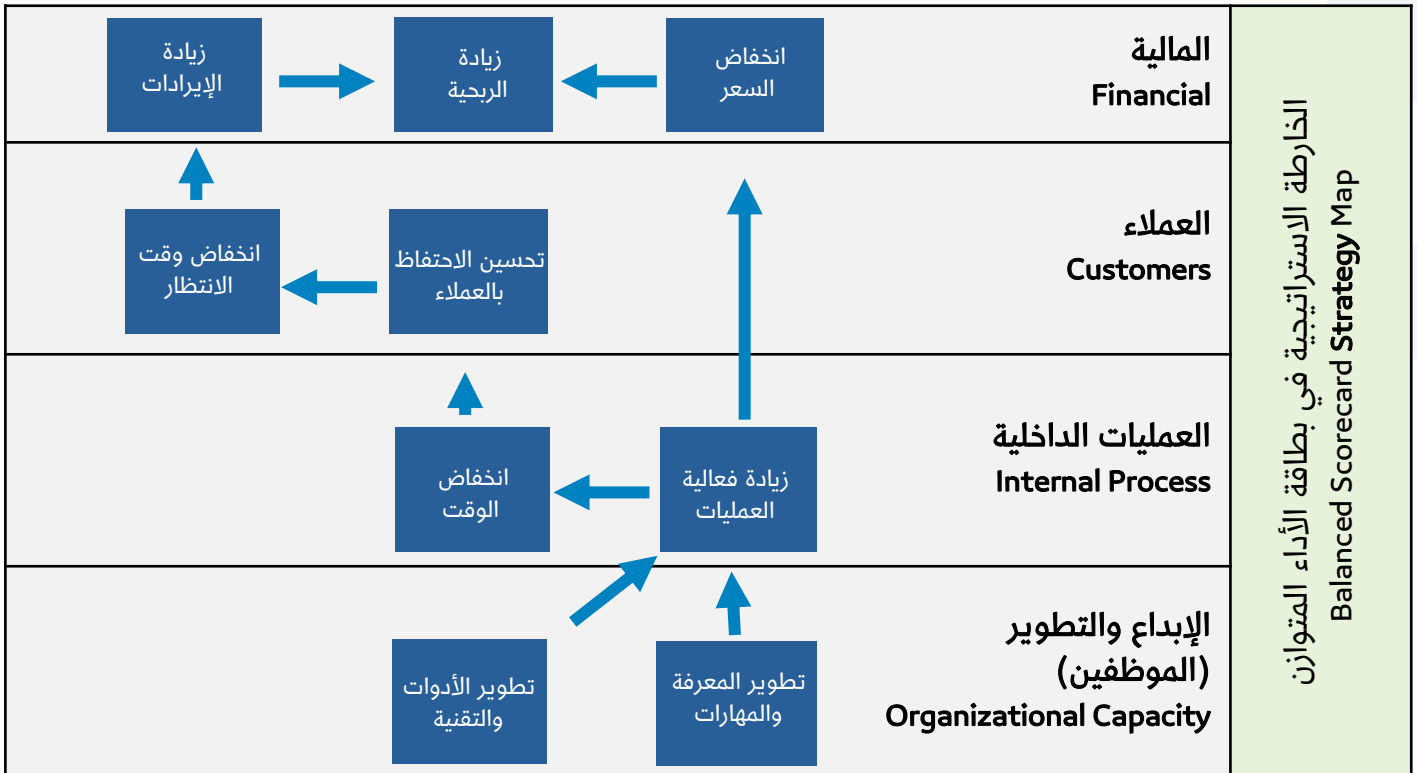 الخارطة الاستراتيجية في بطاقة الأداء المتوازن
Balanced Scorecard Strategy Map
المالية
Financial
انخفاض
السعر
زيادة
الربحية
زيادة
الإيرادات
العملاء
Customers
تحسين الاحتفاظ
بالعملاء
انخفاض وقت
الانتظار
العمليات الداخلية
Internal Process
زيادة فعالية
العمليات
انخفاض
الوقت
الإبداع والتطوير
(الموظفين)
Organizational Capacity
تطوير المعرفة
والمهارات
تطوير الأدوات
والتقنية